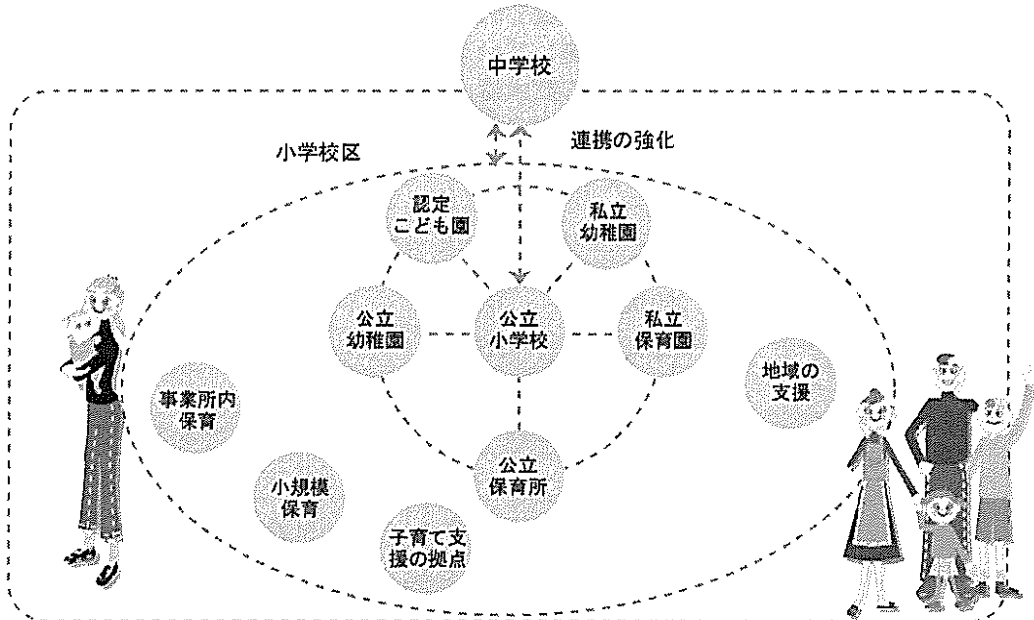 中学校
小学校区
連携の強化
認定
こども園
私立
幼稚園
公立
幼稚園
公立
小学校
私立
保育園
地域の
支援
事業所内
保育
公立
保育所
小規模
保育
子育て支
援の拠点